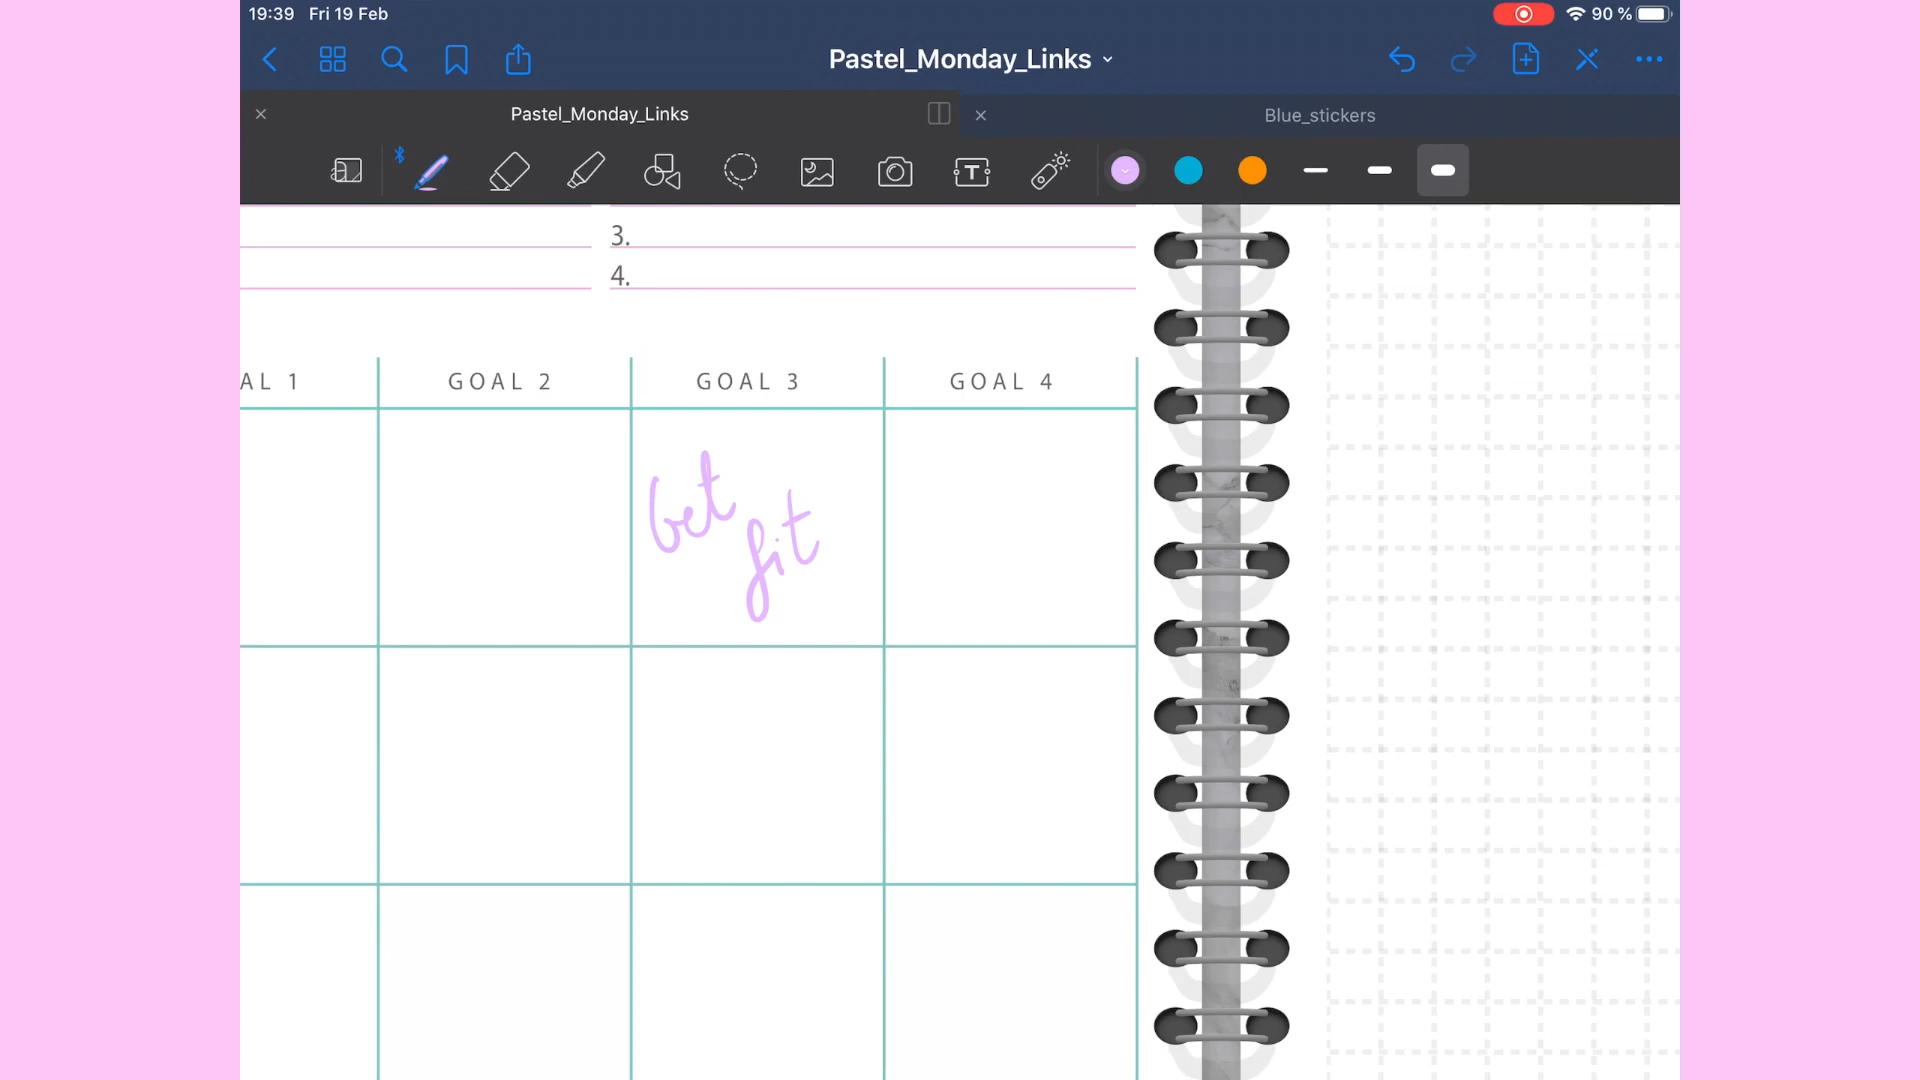 19:39 Fri 19 Feb 90 %
Pastel_Monday_Links
Pastel_Monday_Links Blue_stickers
3.
4.
AL 1 GOAL 2 GOAL 3 GOAL 4
get
fit